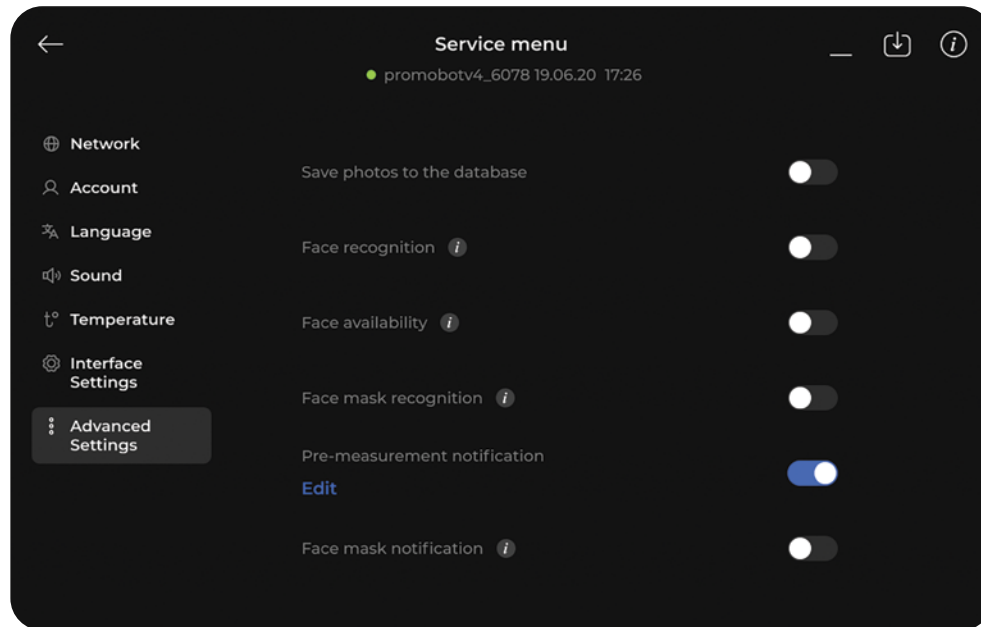 Service menu
promobotv4_6078 19.06.20 17:26
Network
Account
Language
Sound
t° Temperature
Interface
Settings
Advanced
Settings
Save photos to the database
Face recognition i
Face availability i
Face mask recognition i
Pre-measurement notification
Edit
Face mask notification i